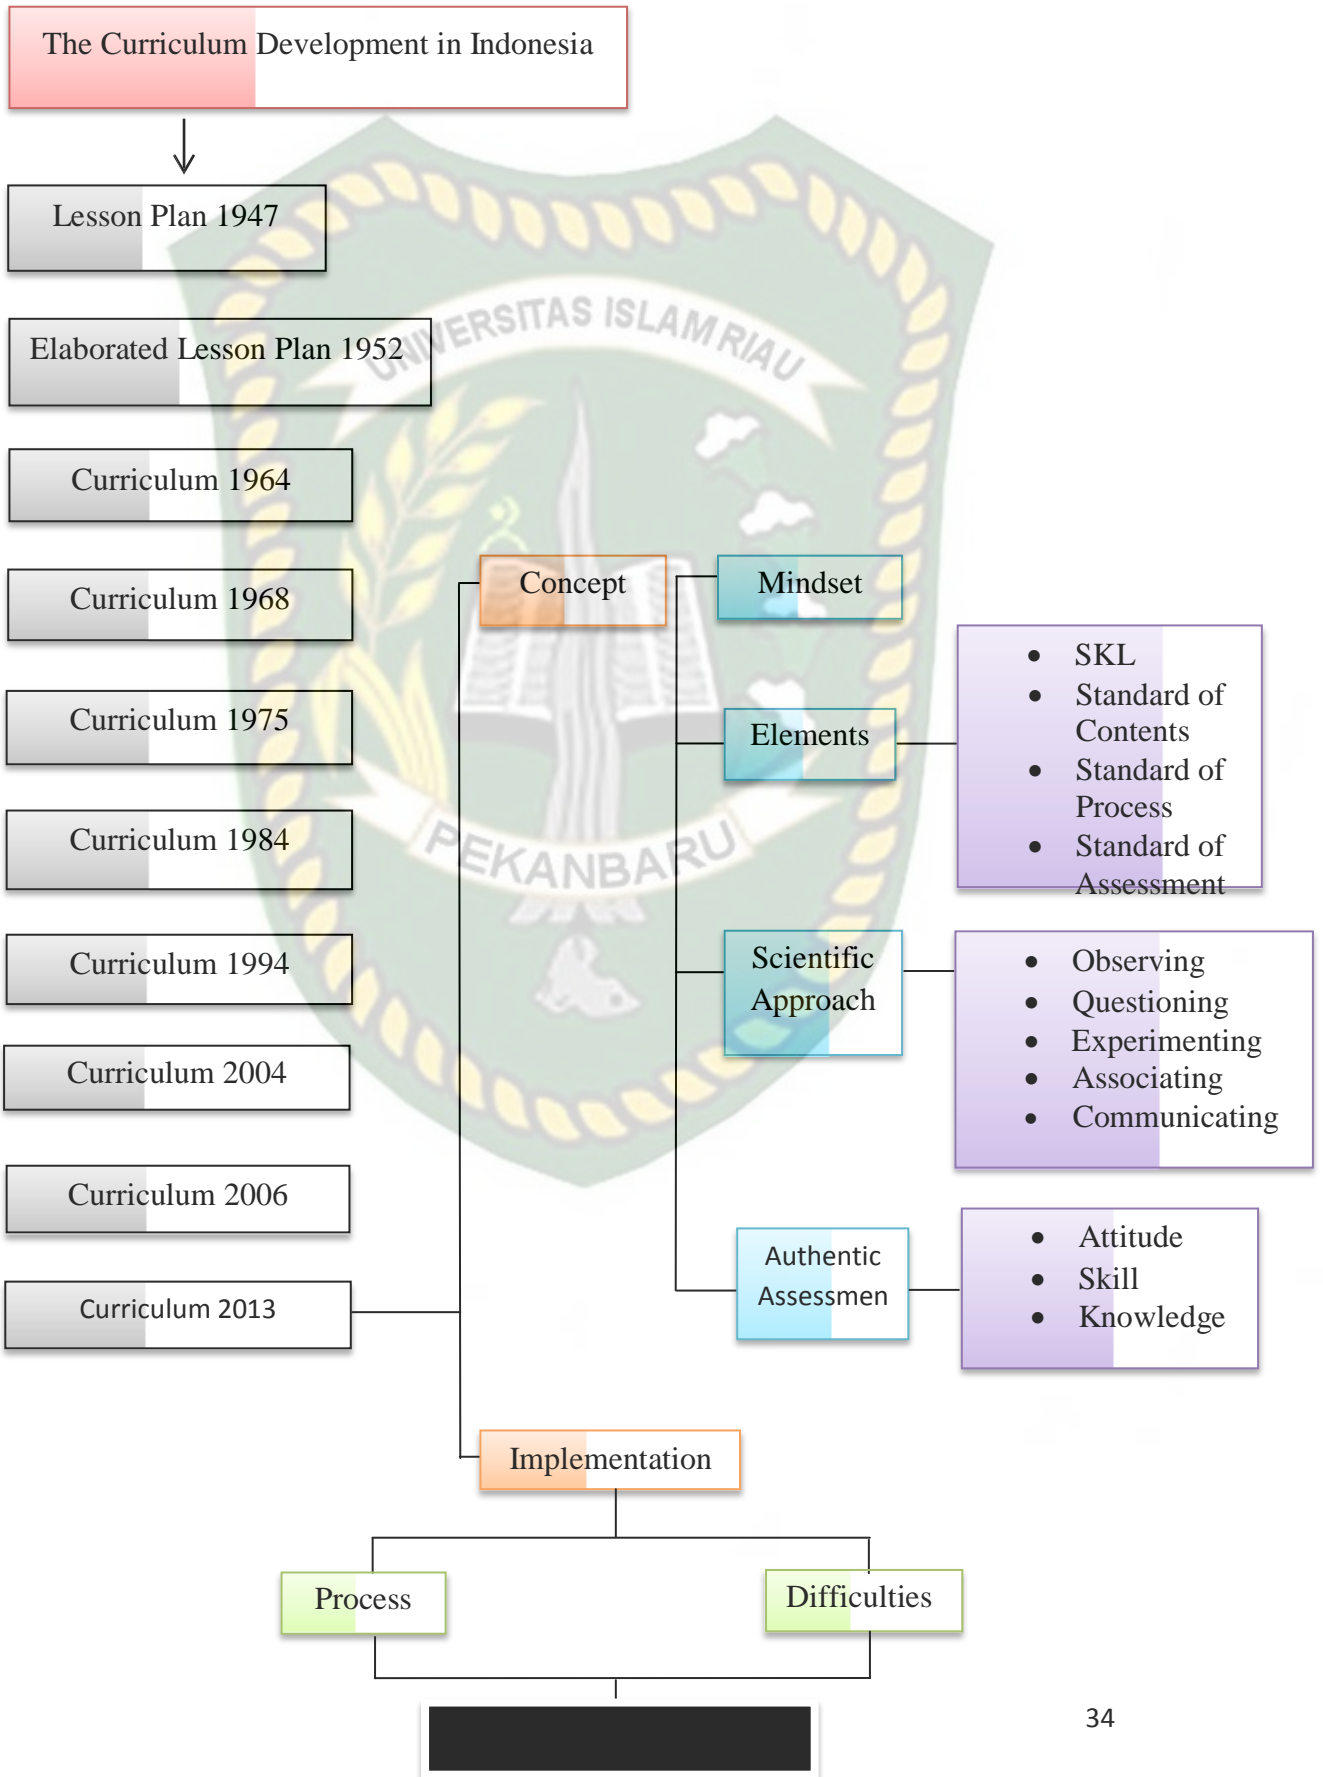 The Curriculum Development in Indonesia
Lesson Plan 1947
Elaborated Lesson Plan 1952
Curriculum 1964
Curriculum 1968
Curriculum 1975
Curriculum 1984
Curriculum 1994
Curriculum 2004
Curriculum 2006
Curriculum 2013
UNIVERSITAS ISLAM RIAU
PEKANBARU
Concept
Mindset
Elements
• SKL
• Standard of
Contents
• Standard of
Process
• Standard of
Assessment
Scientific
Approach
• Observing
• Questioning
• Experimenting
• Associating
• Communicating
Authentic
Assessmen
• Attitude
• Skill
• Knowledge
Implementation
Process
Difficulties
34